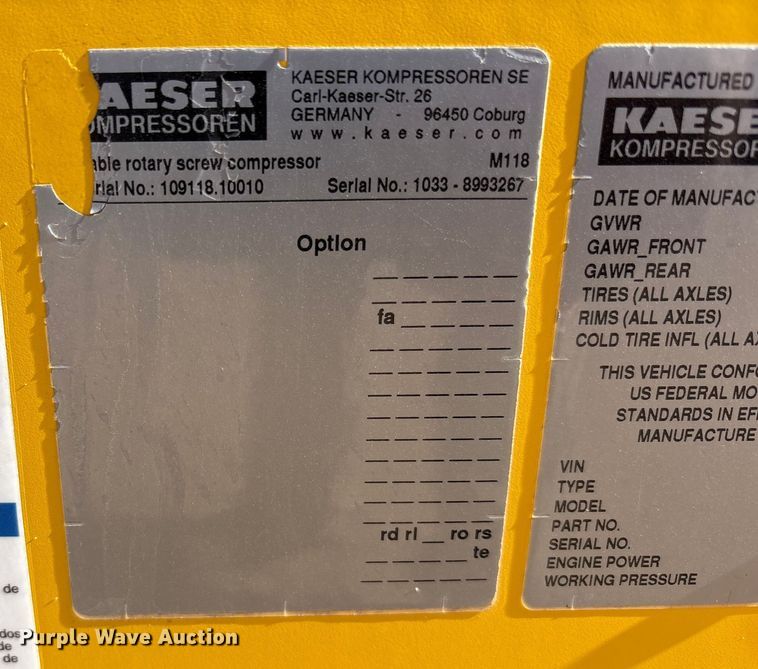 AESER
OMPRESSOREN
KAESER KOMPRESSOREN SE
Carl-Kaeser-Str. 26
GERMANY - 96450 Coburg
www.kaeser.com
able rotary screw compressor M118
rial No.: 109118.10010 Serial No.: 1033 - 8993267
Option
_ _ _ _ _ _
_ _ _ _ _ _
fa _ _ _ _ _
_ _ _ _ _ _
_ _ _ _ _ _
_ _ _ _ _ _
_ _ _ _ _ _
_ _ _ _ _ _
_ _ _ _ _ _
_ _ _ _ _ _
_ _ _ _ _ _
rd rl _ ro rs
_ _ _ _ _ te
_ _ _ _ _ _
MANUFACTURED
KAESE
KOMPRESSOR
DATE OF MANUFAC
GVWR
GAWR_FRONT
GAWR_REAR
TIRES (ALL AXLES)
RIMS (ALL AXLES)
COLD TIRE INFL (ALL A
THIS VEHICLE CONF
US FEDERAL MO
STANDARDS IN EF
MANUFACTURE
VIN
TYPE
MODEL
PART NO.
SERIAL NO.
ENGINE POWER
WORKING PRESSURE
de
dos
de
de
Purple Wave Auction